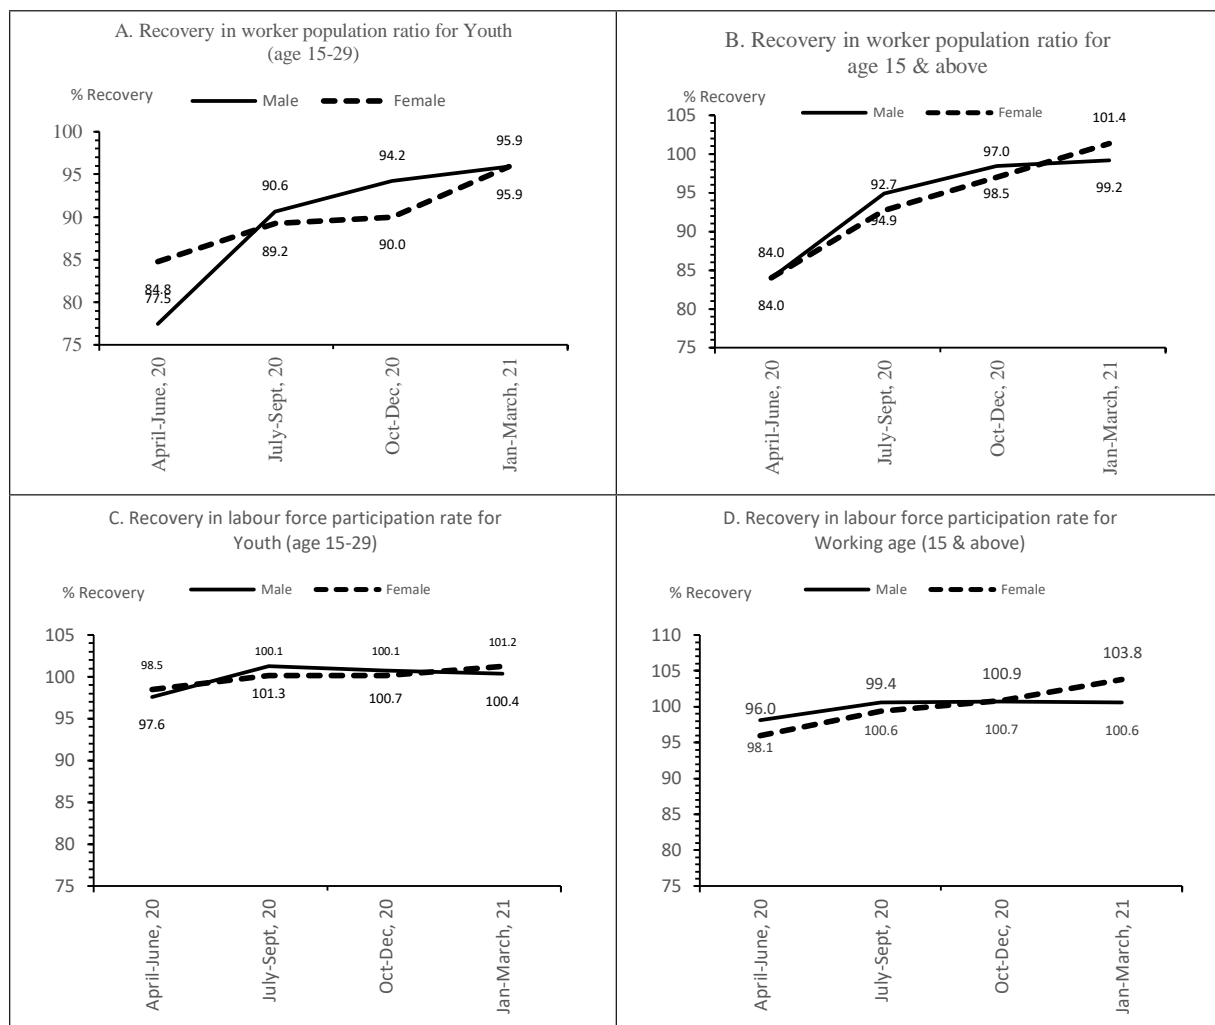 A. Recovery in worker population ratio for Youth
(age 15-29)
% Recovery
Male
Female
100
95
90
85
80
75
95.9
94.2
90.6
95.9
89.2
90.0
84.8
77.5
April-June, 20
July-Sept, 20
Oct-Dec, 20
Jan-March, 21
B. Recovery in worker population ratio for
age 15 & above
% Recovery
Male
Female
105
100
95
90
85
80
75
101.4
97.0
92.7
99.2
98.5
94.9
84.0
84.0
April-June, 20
July-Sept, 20
Oct-Dec, 20
Jan-March, 21
C. Recovery in labour force participation rate for
Youth (age 15-29)
% Recovery
Male
Female
105
100
95
90
85
80
75
98.5
100.1
100.1
101.2
97.6
101.3
100.7
100.4
April-June, 20
July-Sept, 20
Oct-Dec, 20
Jan-March, 21
D. Recovery in labour force participation rate for
Working age (15 & above)
% Recovery
Male
Female
110
105
100
95
90
85
80
75
96.0
99.4
100.9
103.8
98.1
100.6
100.7
100.6
April-June, 20
July-Sept, 20
Oct-Dec, 20
Jan-March, 21